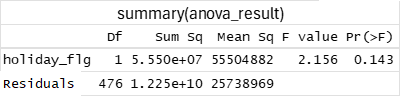 summary(anova_result)
Df Sum Sq Mean Sq F value Pr(>F)
holiday_flg 1 5.550e+07 55504882 2.156 0.143
Residuals 476 1.225e+10 25738969